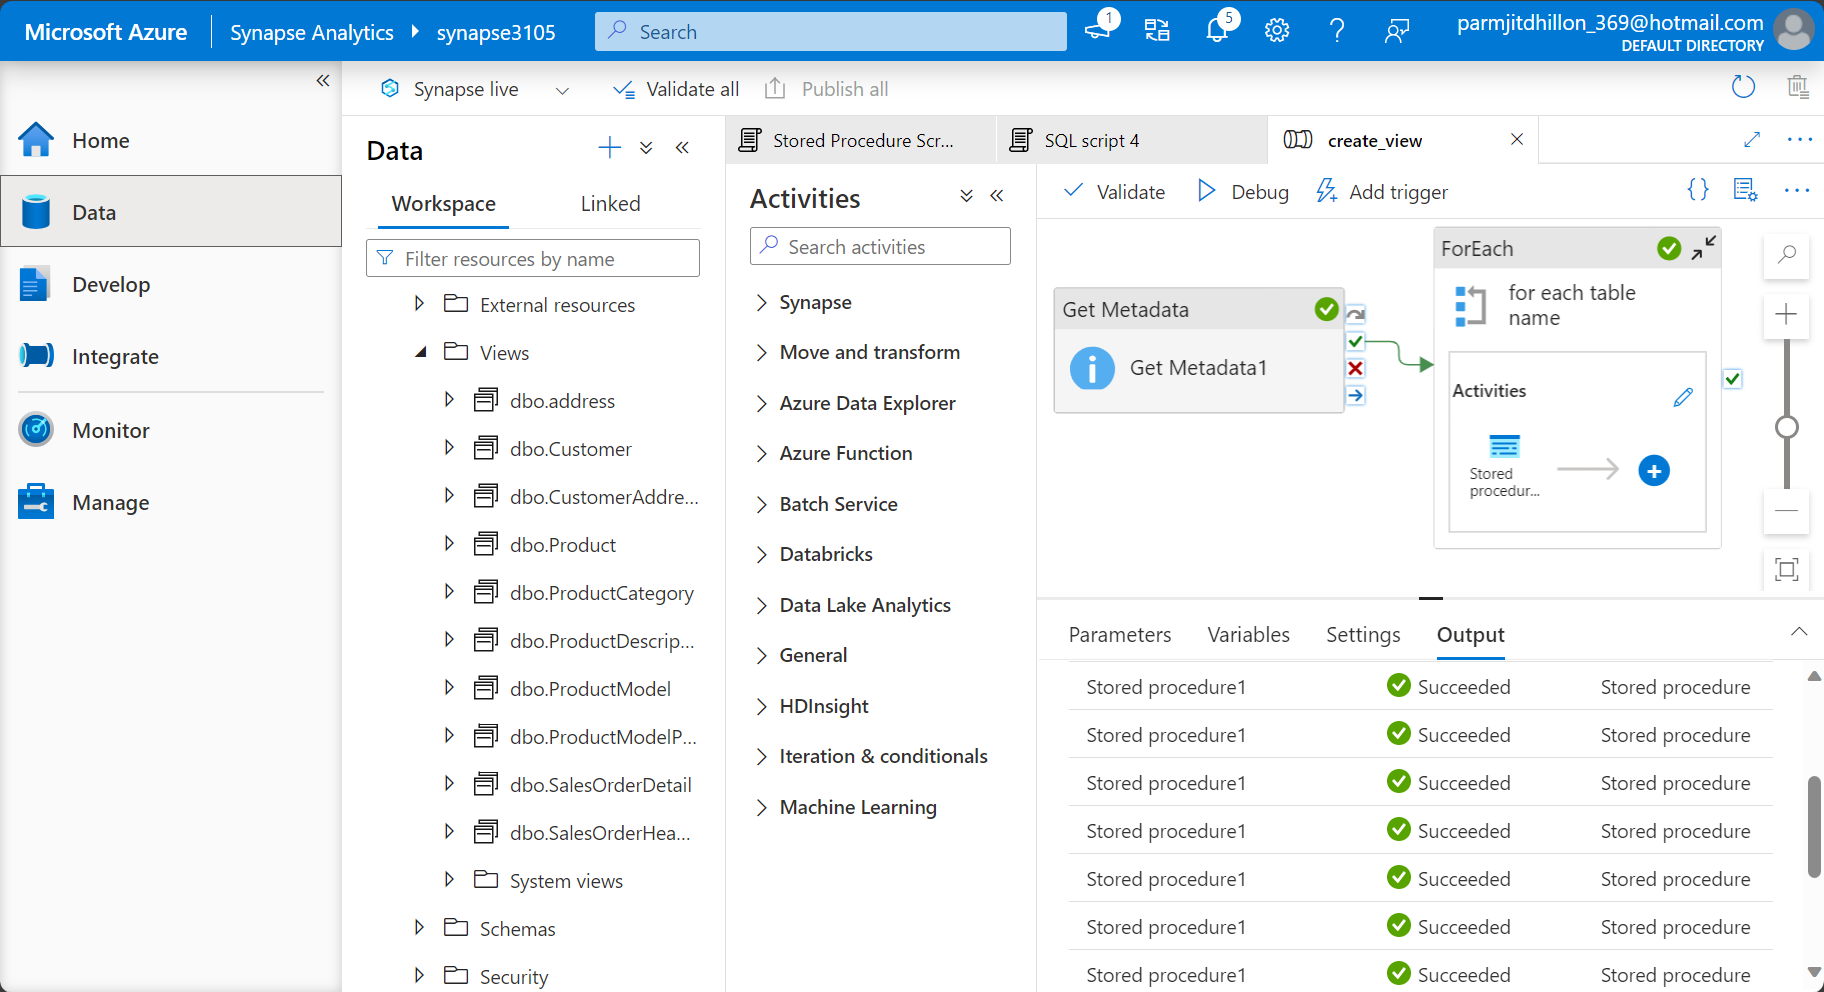 Microsoft Azure
Synapse Analytics
synapse3105
Search
1
5
parmjitdhillon_369@hotmail.com
DEFAULT DIRECTORY
Home
Data
Develop
Integrate
Monitor
Manage
Synapse live
Validate all
Publish all
Data
Workspace
Linked
Filter resources by name
External resources
Views
dbo.address
dbo.Customer
dbo.CustomerAddre...
dbo.Product
dbo.ProductCategory
dbo.ProductDescrip...
dbo.ProductModel
dbo.ProductModelP...
dbo.SalesOrderDetail
dbo.SalesOrderHea...
System views
Schemas
Security
Stored Procedure Scr...
SQL script 4
create_view
Activities
Search activities
Synapse
Move and transform
Azure Data Explorer
Azure Function
Batch Service
Databricks
Data Lake Analytics
General
HDInsight
Iteration & conditionals
Machine Learning
Validate
Debug
Add trigger
Get Metadata
Get Metadata1
ForEach
for each table
name
Activities
Stored
procedur...
Parameters
Variables
Settings
Output
Stored procedure1 Succeeded Stored procedure
Stored procedure1 Succeeded Stored procedure
Stored procedure1 Succeeded Stored procedure
Stored procedure1 Succeeded Stored procedure
Stored procedure1 Succeeded Stored procedure
Stored procedure1 Succeeded Stored procedure
Stored procedure1 Succeeded Stored procedure